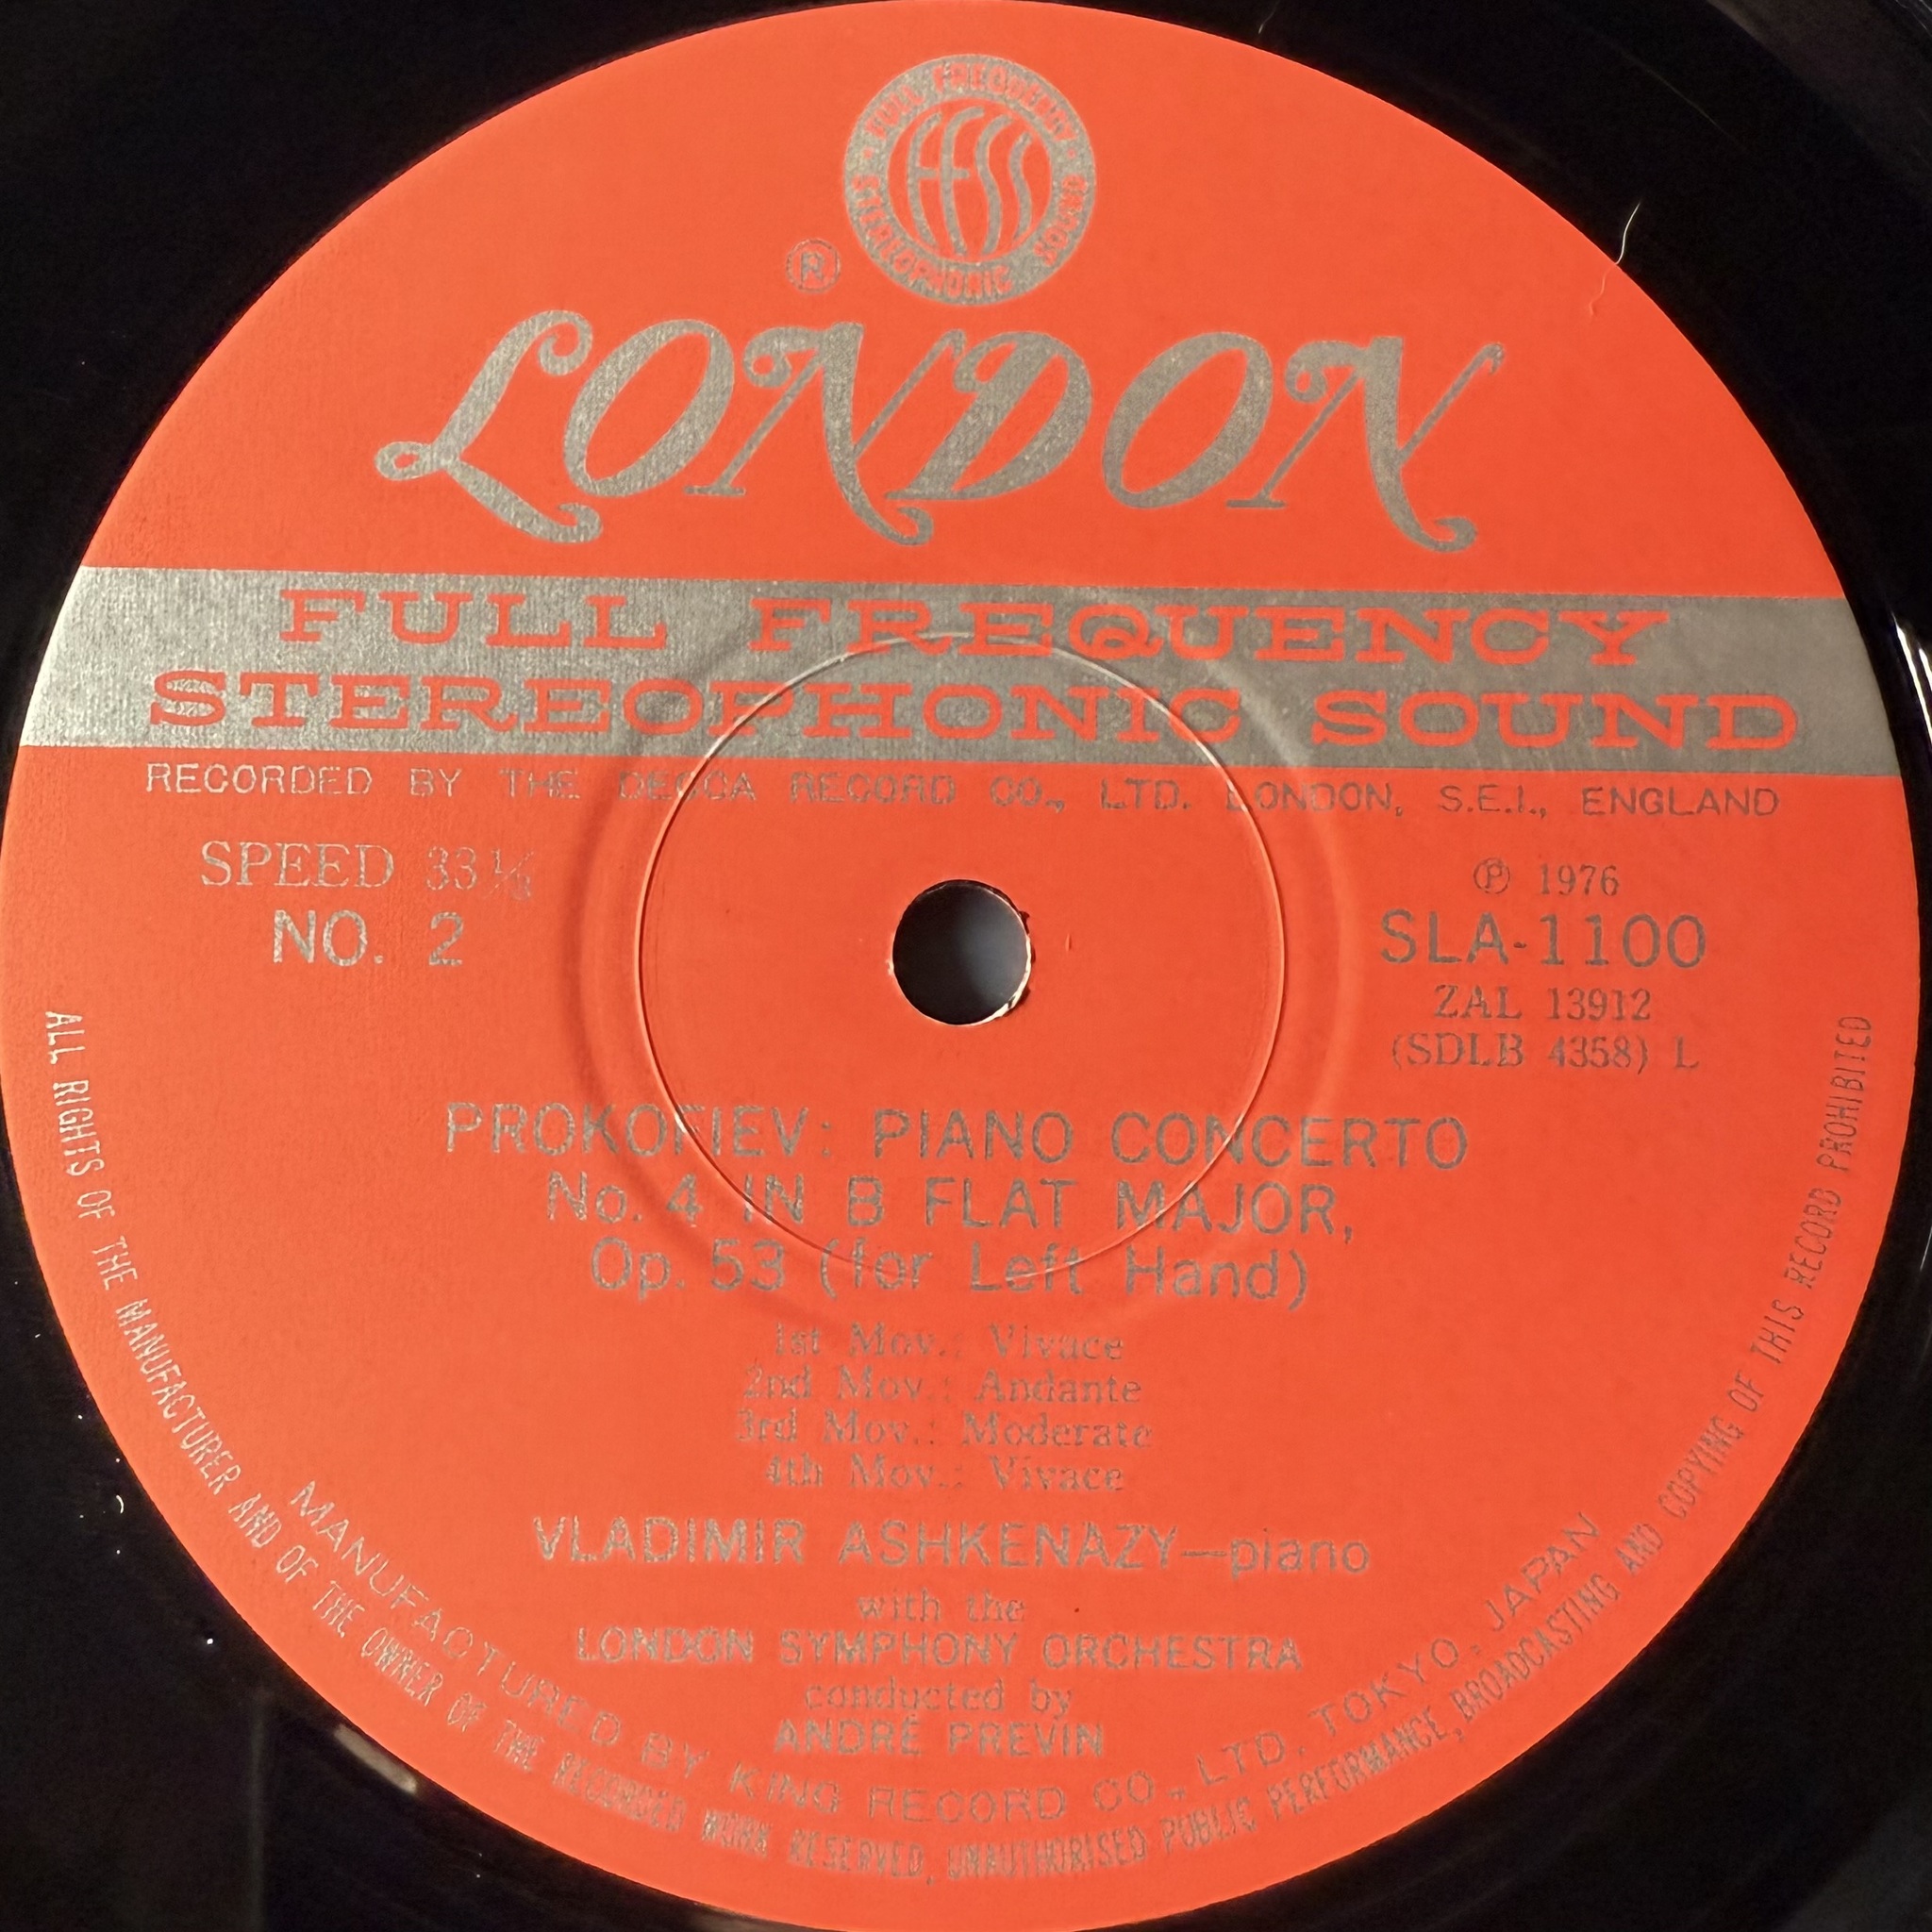 FULL FREQUENCY RANGE STEREOPHONIC
FFSS
®
LONDON
FULL FREQUENCY
STEREOPHONIC SOUND
RECORDED BY THE DECCA RECORD CO., LTD. LONDON, S.E.I., ENGLAND
SPEED 33⅓
NO. 2
℗ 1976
SLA-1100
ZAL 13912
(SDLB 4358) L
PROKOFIEV: PIANO CONCERTO
No. 4 IN B FLAT MAJOR,
Op. 53 (for Left Hand)
1st Mov.: Vivace
2nd Mov.: Andante
3rd Mov.: Moderate
4th Mov.: Vivace
VLADIMIR ASHKENAZY—piano
with the
LONDON SYMPHONY ORCHESTRA
conducted by
ANDRÉ PREVIN
MANUFACTURED BY KING RECORD CO., LTD. TOKYO. JAPAN
ALL RIGHTS OF THE MANUFACTURER AND OF THE OWNER OF THE RECORDED WORK RESERVED, UNAUTHORISED PUBLIC PERFORMANCE, BROADCASTING AND COPYING OF THIS RECORD PROHIBITED